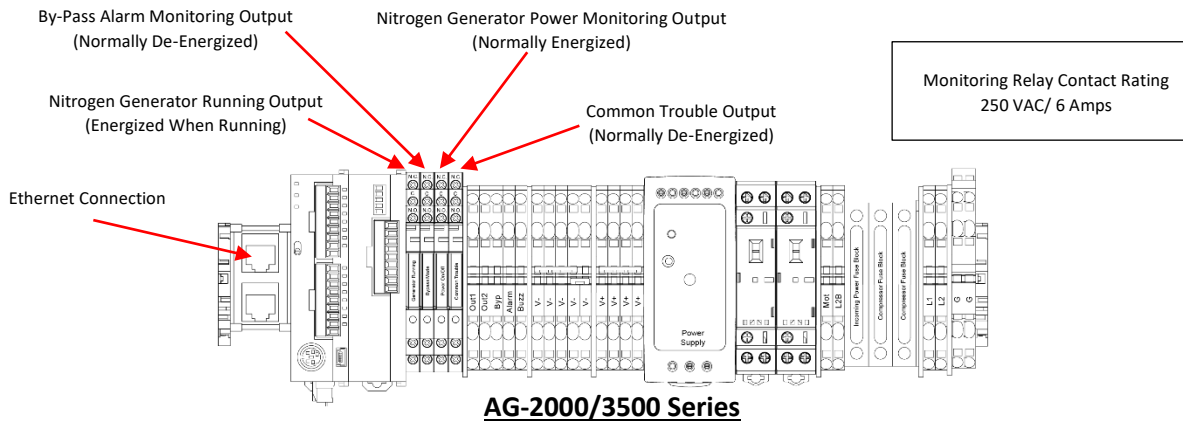 By-Pass Alarm Monitoring Output
(Normally De-Energized)
Nitrogen Generator Power Monitoring Output
(Normally Energized)
Monitoring Relay Contact Rating
250 VAC/ 6 Amps
Nitrogen Generator Running Output
(Energized When Running)
Common Trouble Output
(Normally De-Energized)
Ethernet Connection
N.C N.C N.C N.C
C C C C
N.O N.O N.O N.O
Generator Running
Bypass Mode
Power On/Off
Common Trouble
Out1
Out2
Byp
Alarm
Buzz
V-
V-
V-
V-
V-
V+
V+
V+
V+
Power
Supply
Mot
L2B
Incoming Power Fuse Block
Compressor Fuse Block
Compressor Fuse Block
L1
L2
G
G
AG-2000/3500 Series